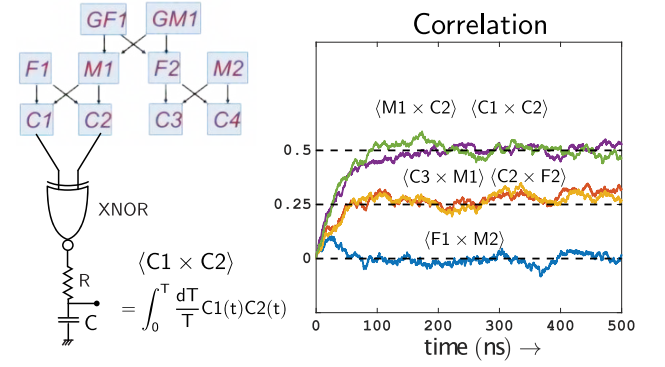 GF1 GM1
F1 M1 F2 M2
C1 C2 C3 C4
XNOR
R
C
⟨C1 × C2⟩
= ∫₀ᵀ dT/T C1(t)C2(t)
Correlation
⟨M1 × C2⟩ ⟨C1 × C2⟩
0.5
⟨C3 × M1⟩ ⟨C2 × F2⟩
0.25
⟨F1 × M2⟩
0
0 100 200 300 400 500
time (ns) →